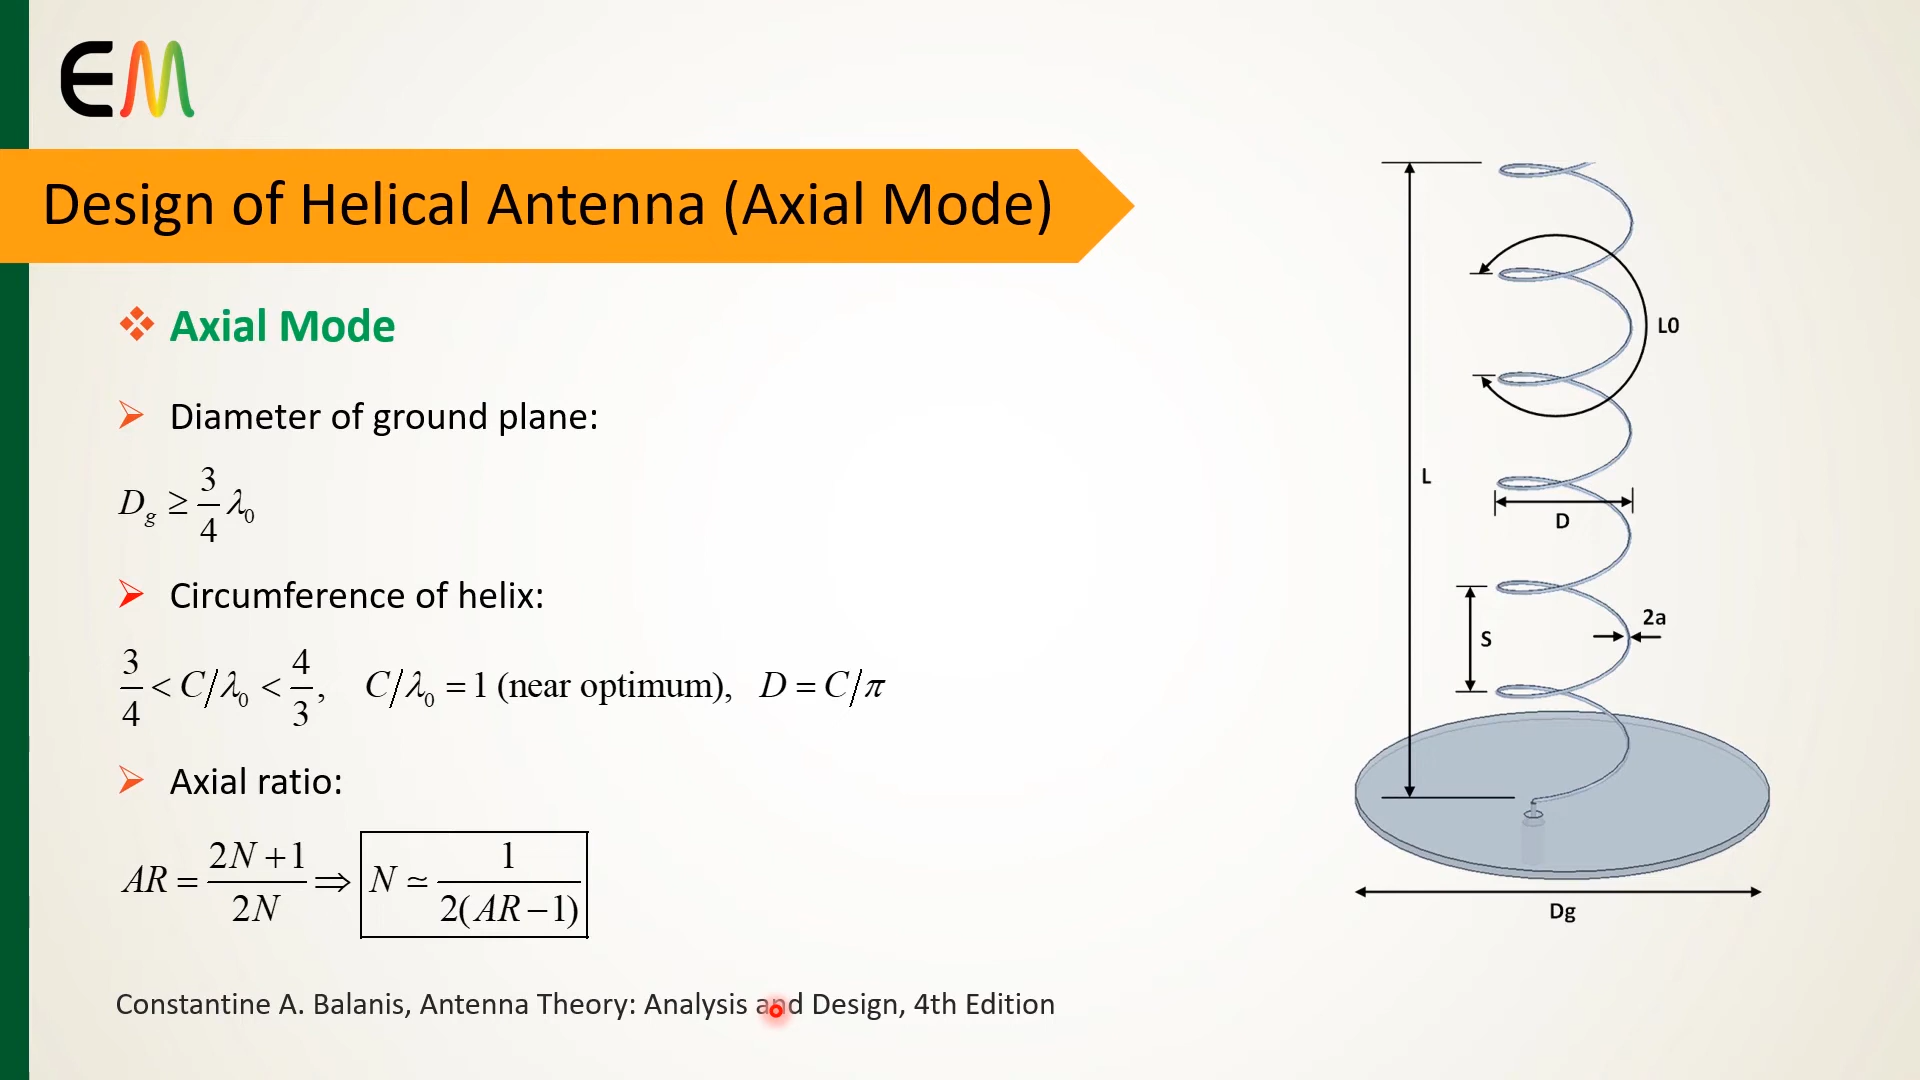 EM
Design of Helical Antenna (Axial Mode)
❖ Axial Mode
➢ Diameter of ground plane:
D_g ≥ 3/4 λ_0
➢ Circumference of helix:
3/4 < C/λ_0 < 4/3, C/λ_0 = 1 (near optimum), D = C/π
➢ Axial ratio:
AR = (2N + 1)/(2N) ⇒ N ≃ 1/(2(AR − 1))
Constantine A. Balanis, Antenna Theory: Analysis and Design, 4th Edition
L0
L
D
2a
S
Dg